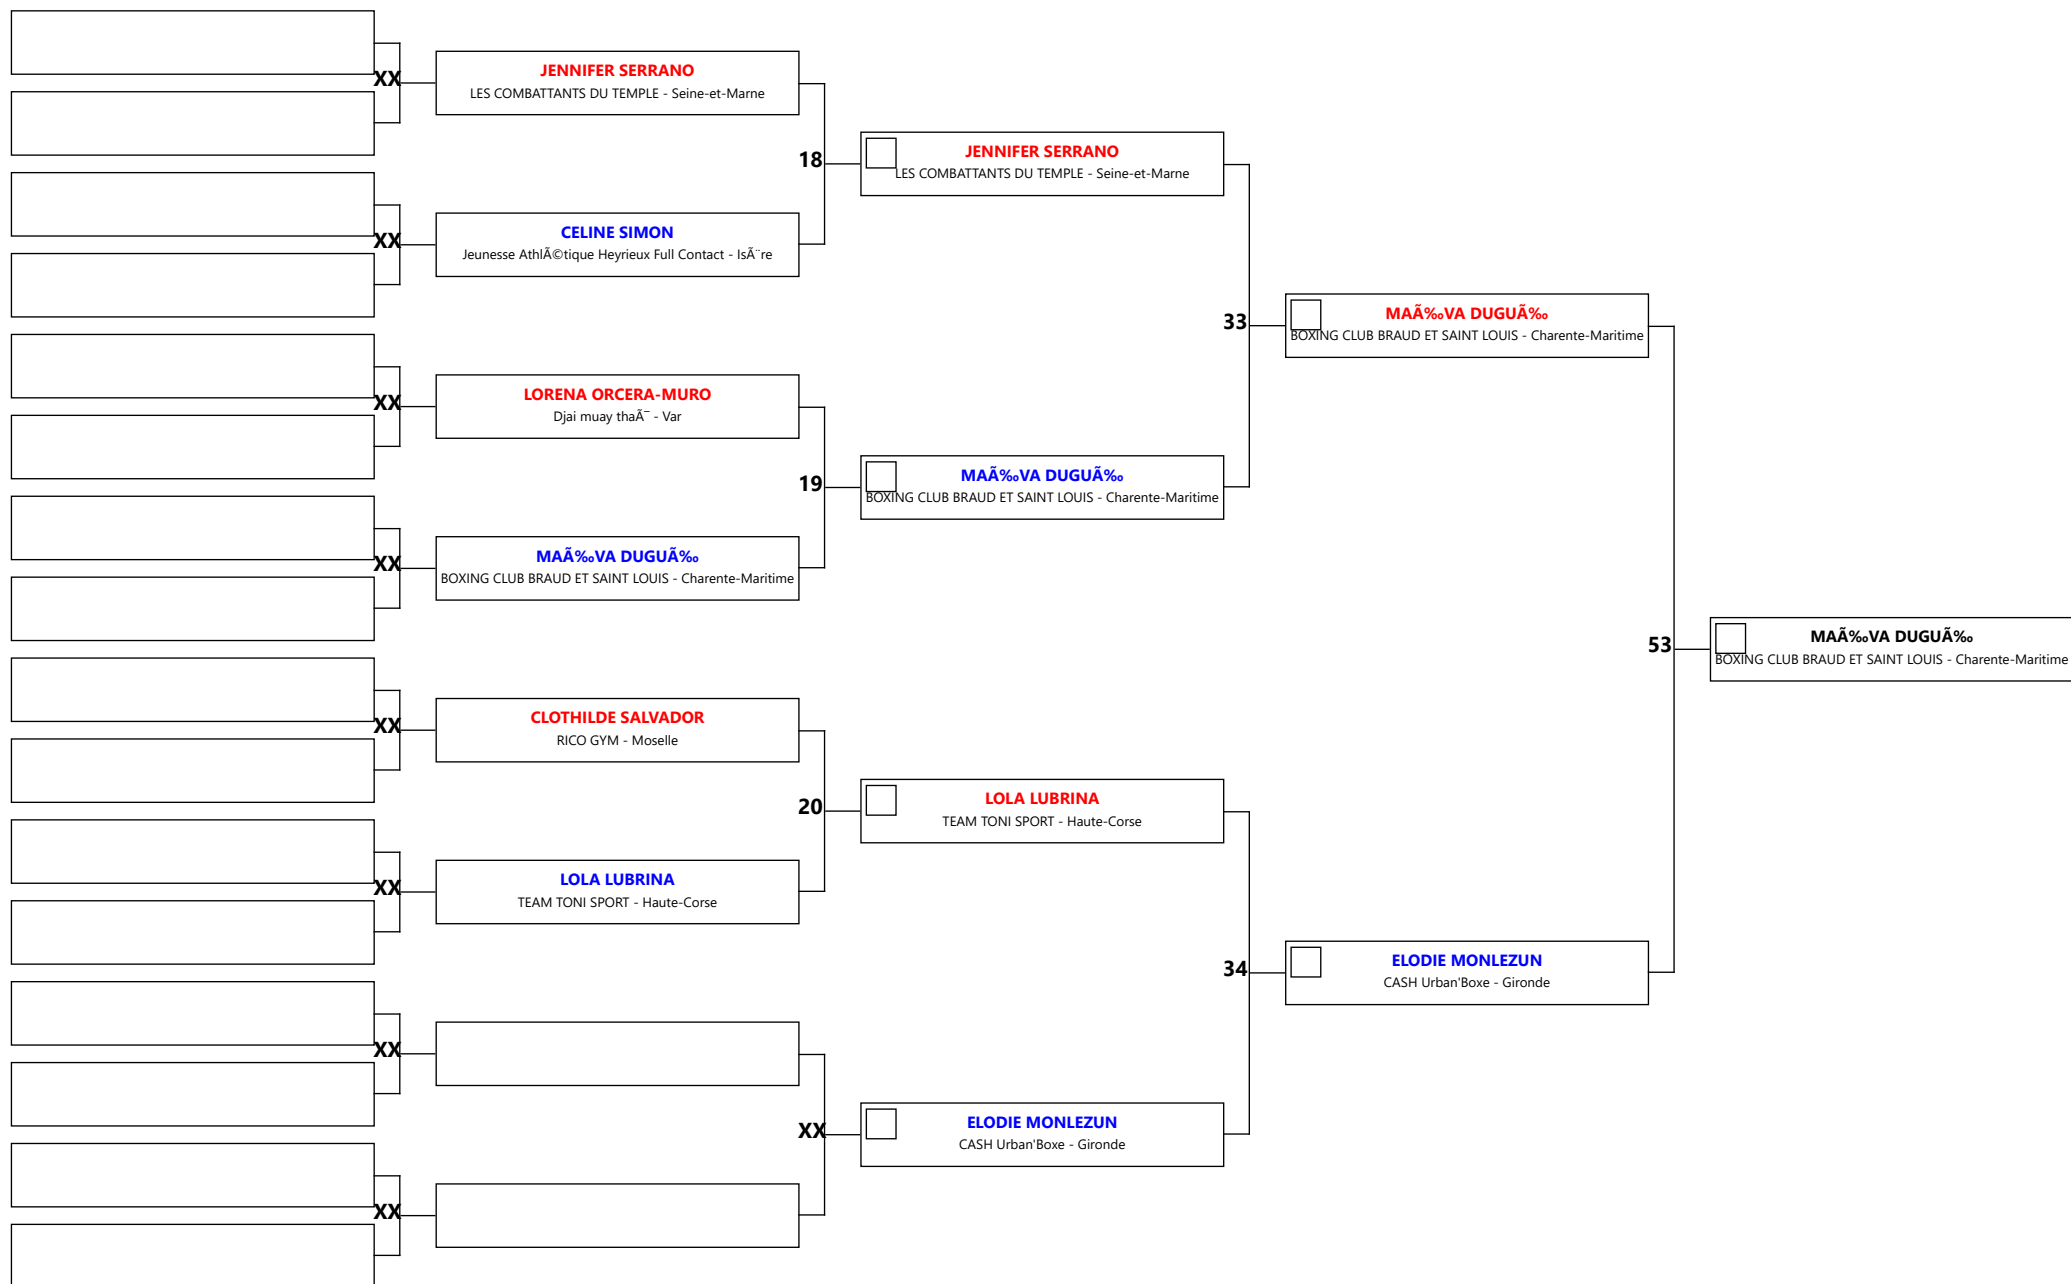 XX
JENNIFER SERRANO
LES COMBATTANTS DU TEMPLE - Seine-et-Marne
XX
CELINE SIMON
Jeunesse AthlÃ©tique Heyrieux Full Contact - IsÃ¨re
XX
LORENA ORCERA-MURO
Djai muay thaÃ¯ - Var
XX
MAÃ‰VA DUGUÃ‰
BOXING CLUB BRAUD ET SAINT LOUIS - Charente-Maritime
XX
CLOTHILDE SALVADOR
RICO GYM - Moselle
XX
LOLA LUBRINA
TEAM TONI SPORT - Haute-Corse
XX
XX
18
JENNIFER SERRANO
LES COMBATTANTS DU TEMPLE - Seine-et-Marne
19
MAÃ‰VA DUGUÃ‰
BOXING CLUB BRAUD ET SAINT LOUIS - Charente-Maritime
20
LOLA LUBRINA
TEAM TONI SPORT - Haute-Corse
XX
ELODIE MONLEZUN
CASH Urban'Boxe - Gironde
33
MAÃ‰VA DUGUÃ‰
BOXING CLUB BRAUD ET SAINT LOUIS - Charente-Maritime
34
ELODIE MONLEZUN
CASH Urban'Boxe - Gironde
53
MAÃ‰VA DUGUÃ‰
BOXING CLUB BRAUD ET SAINT LOUIS - Charente-Maritime